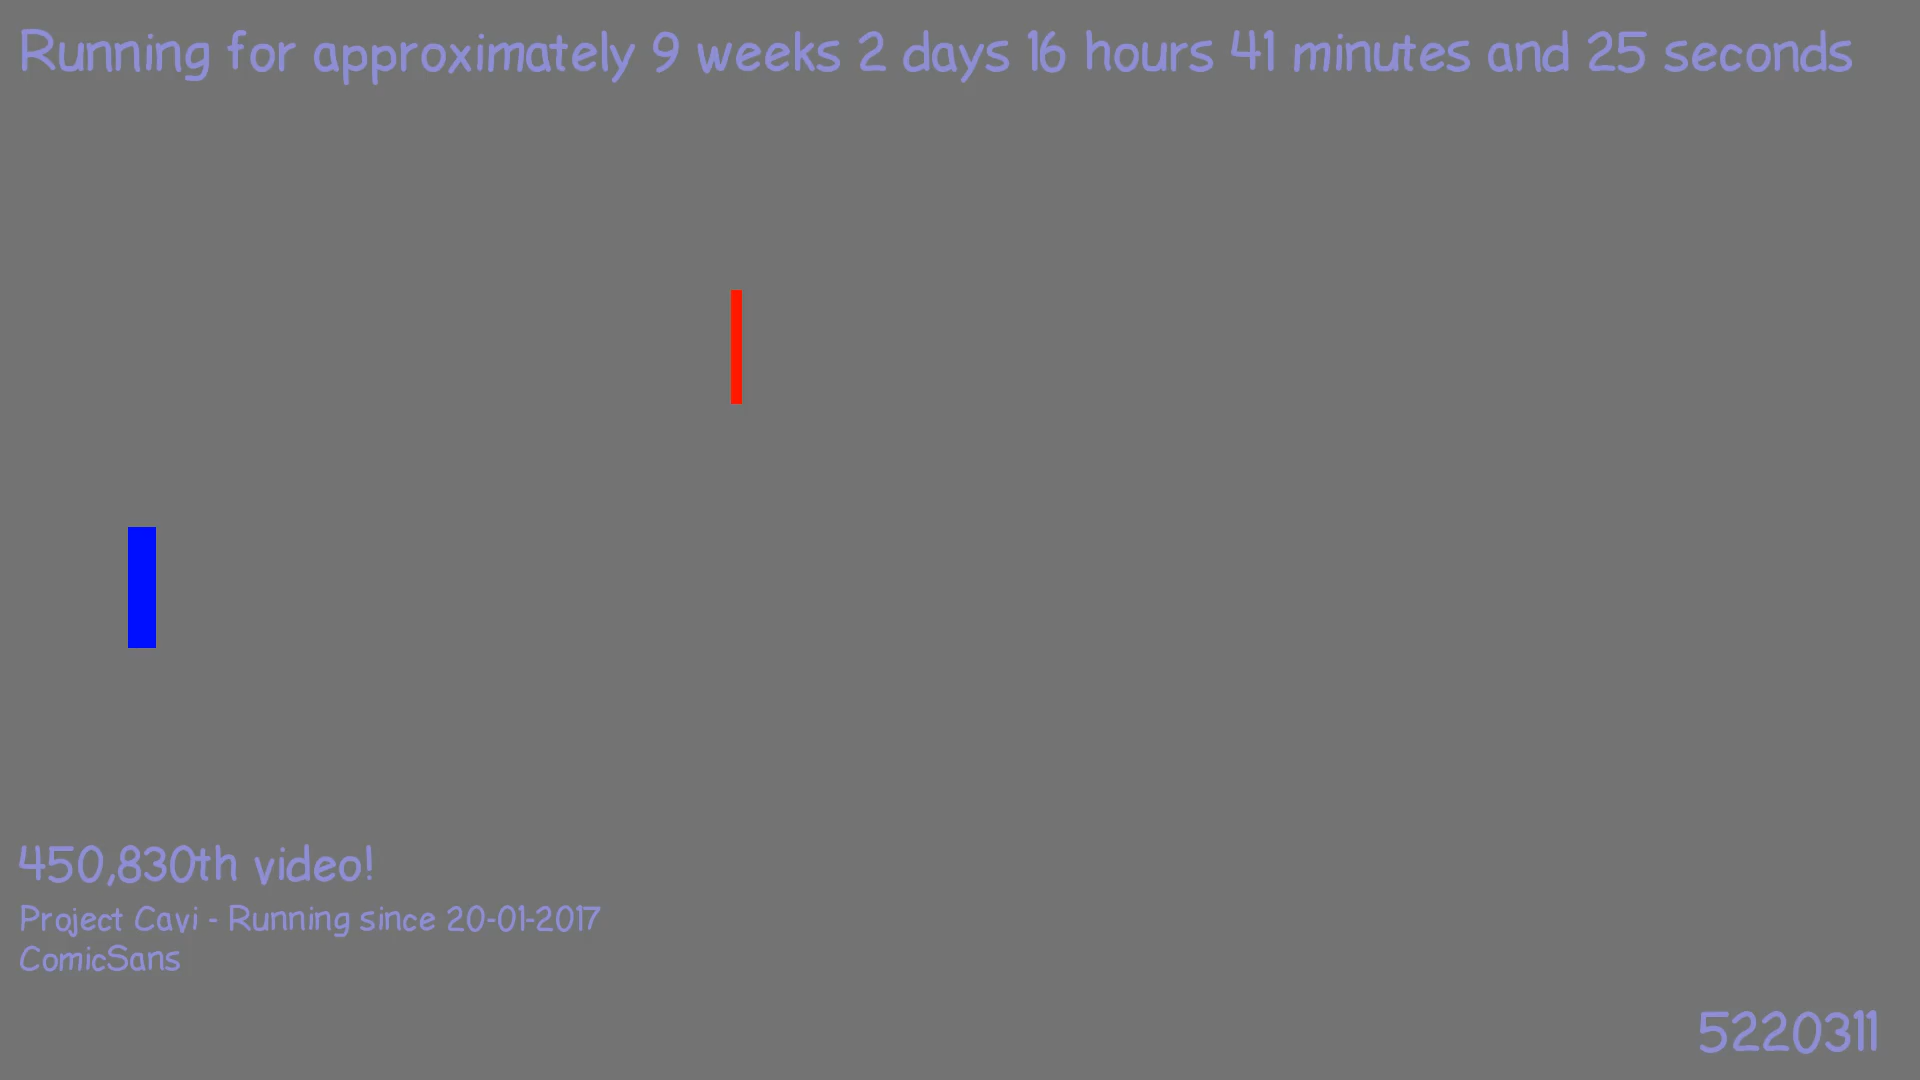 Running for approximately 9 weeks 2 days 16 hours 41 minutes and 25 seconds
450,830th video!
Project Cavi - Running since 20-01-2017
ComicSans
5220311